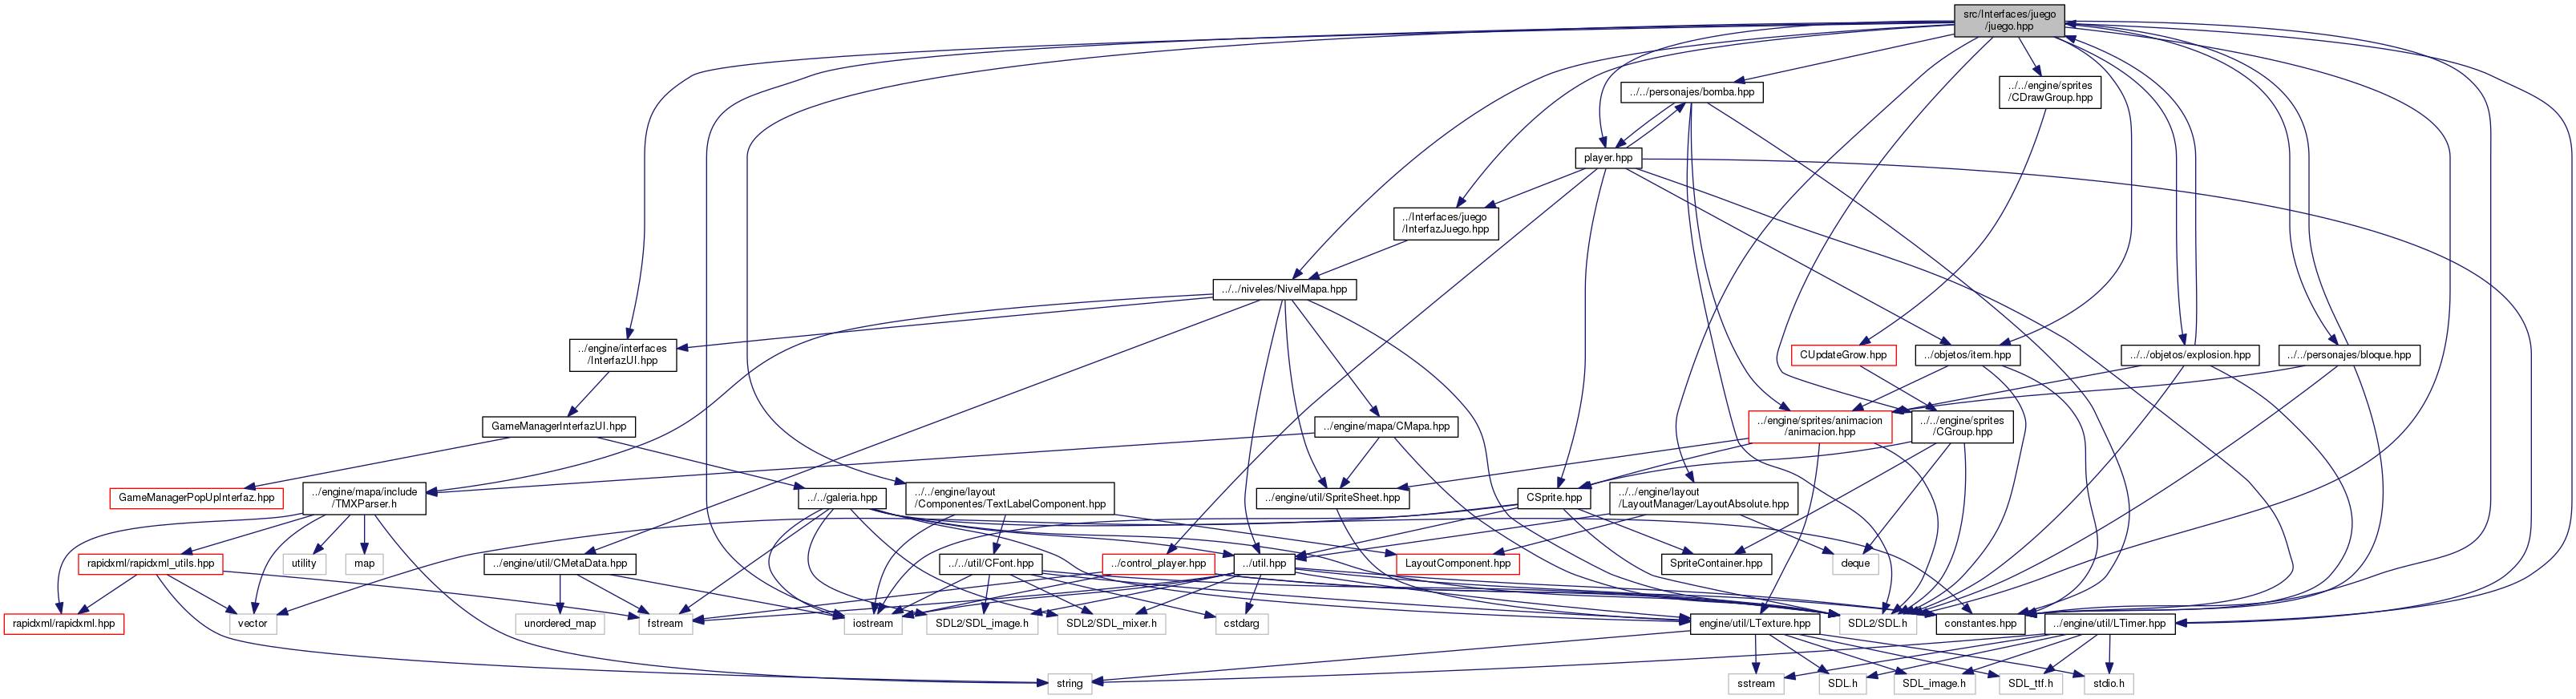 src/Interfaces/juego
/juego.hpp
../../personajes/bomba.hpp
../../engine/sprites
/CDrawGroup.hpp
player.hpp
../Interfaces/juego
/InterfazJuego.hpp
../../niveles/NivelMapa.hpp
../engine/interfaces
/InterfazUI.hpp
CUpdateGrow.hpp
../objetos/item.hpp
../../objetos/explosion.hpp
../../personajes/bloque.hpp
GameManagerInterfazUI.hpp
../engine/mapa/CMapa.hpp
../engine/sprites/animacion
/animacion.hpp
../../engine/sprites
/CGroup.hpp
GameManagerPopUpInterfaz.hpp
../engine/mapa/include
/TMXParser.h
../../galeria.hpp
../../engine/layout
/Componentes/TextLabelComponent.hpp
../engine/util/SpriteSheet.hpp
CSprite.hpp
../../engine/layout
/LayoutManager/LayoutAbsolute.hpp
rapidxml/rapidxml_utils.hpp
utility
map
../engine/util/CMetaData.hpp
../../util/CFont.hpp
../control_player.hpp
../util.hpp
LayoutComponent.hpp
SpriteContainer.hpp
deque
rapidxml/rapidxml.hpp
vector
unordered_map
fstream
iostream
SDL2/SDL_image.h
SDL2/SDL_mixer.h
cstdarg
engine/util/LTexture.hpp
SDL2/SDL.h
constantes.hpp
../engine/util/LTimer.hpp
string
sstream
SDL.h
SDL_image.h
SDL_ttf.h
stdio.h